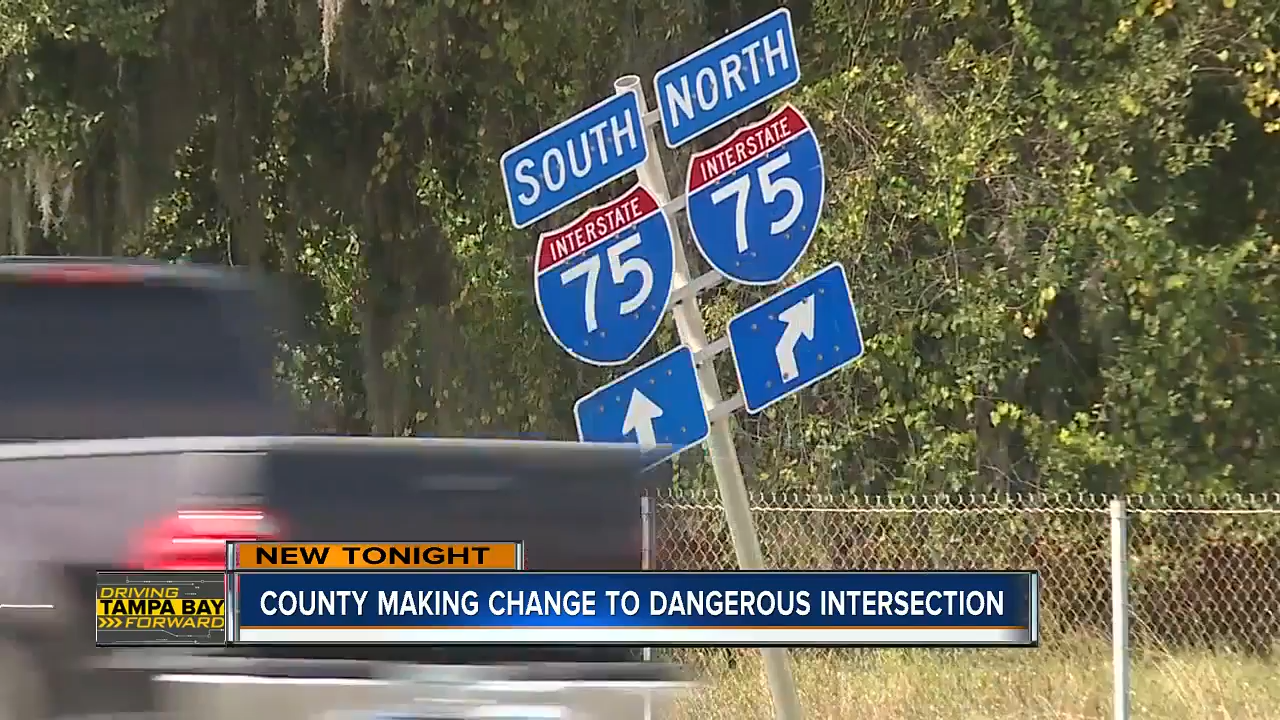 NORTH
SOUTH
INTERSTATE
75
INTERSTATE
75
NEW TONIGHT
DRIVING
TAMPA BAY
FORWARD
COUNTY MAKING CHANGE TO DANGEROUS INTERSECTION